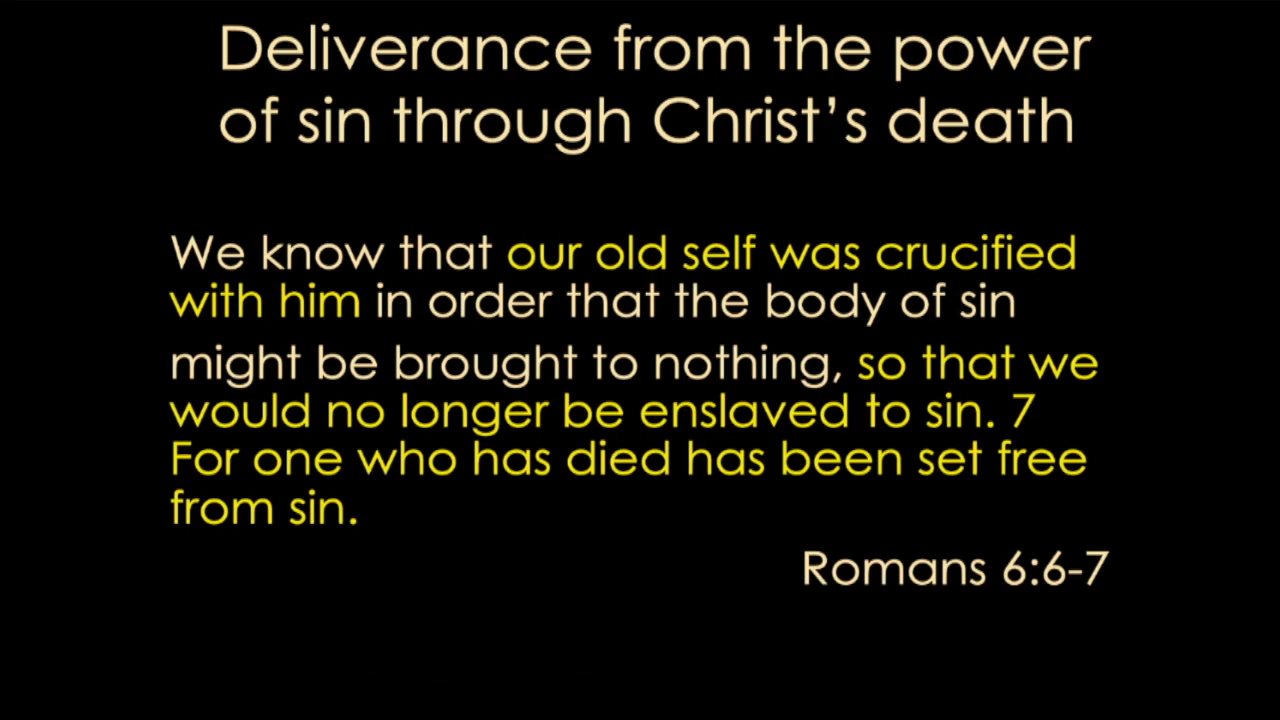 Deliverance from the power
of sin through Christ’s death
We know that our old self was crucified
with him in order that the body of sin
might be brought to nothing, so that we
would no longer be enslaved to sin. 7
For one who has died has been set free
from sin.
Romans 6:6-7